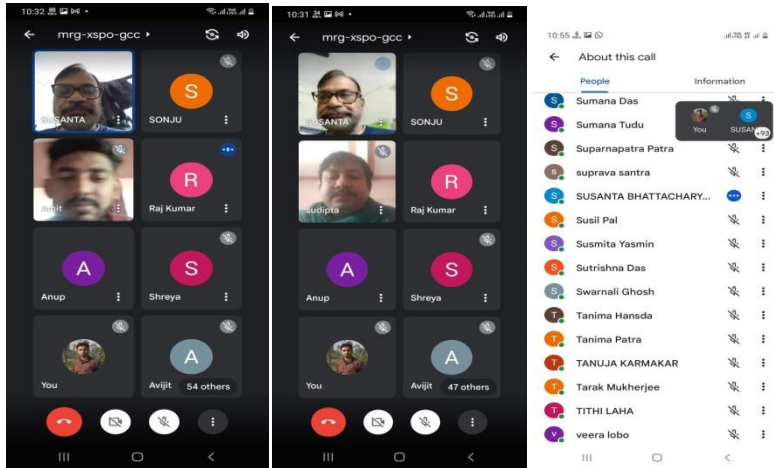 10:32
mrg-xspo-gcc
SUSANTA
S
SONJU
Amit
R
Raj Kumar
A
Anup
S
Shreya
You
A
Avijit
54 others
10:31
mrg-xspo-gcc
SUSANTA
S
SONJU
sudipta
R
Raj Kumar
A
Anup
S
Shreya
You
A
Avijit
47 others
10:55
About this call
People
Information
S Sumana Das
S Sumana Tudu
You
S
SUSAN
+93
S Suparnapatra Patra
s suprava santra
S SUSANTA BHATTACHARY...
S Susil Pal
S Susmita Yasmin
S Sutrishna Das
S Swarnali Ghosh
T Tanima Hansda
T Tanima Patra
T TANUJA KARMAKAR
T Tarak Mukherjee
T TITHI LAHA
v veera lobo